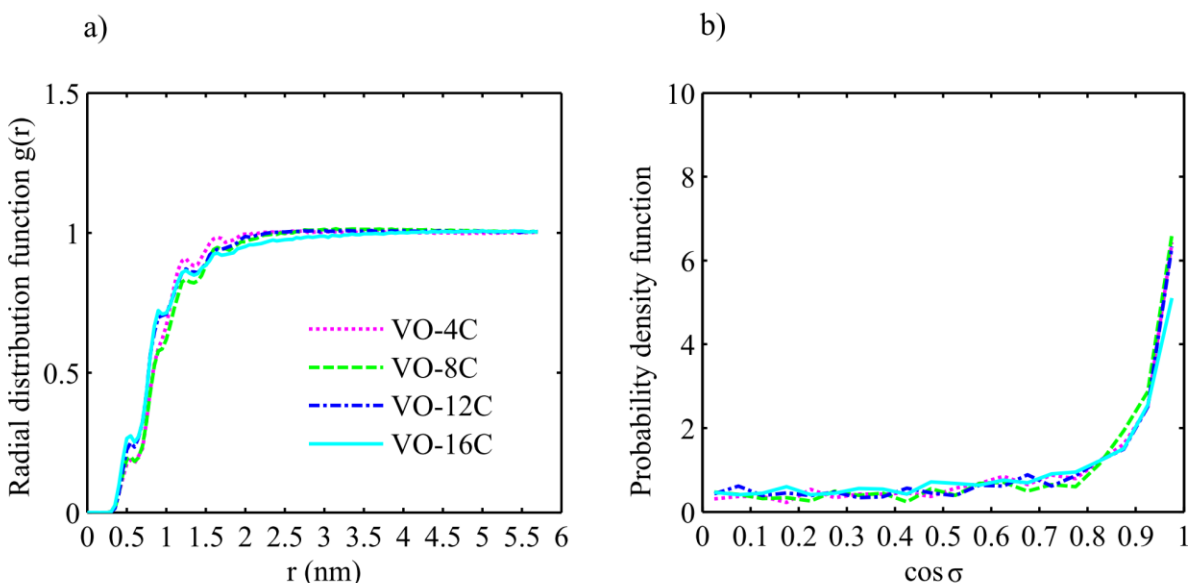 a)
Radial distribution function g(r)
1.5
1
0.5
0
VO-4C
VO-8C
VO-12C
VO-16C
0 0.5 1 1.5 2 2.5 3 3.5 4 4.5 5 5.5 6
r (nm)
b)
Probability density function
10
8
6
4
2
0
0 0.1 0.2 0.3 0.4 0.5 0.6 0.7 0.8 0.9 1
cos σ